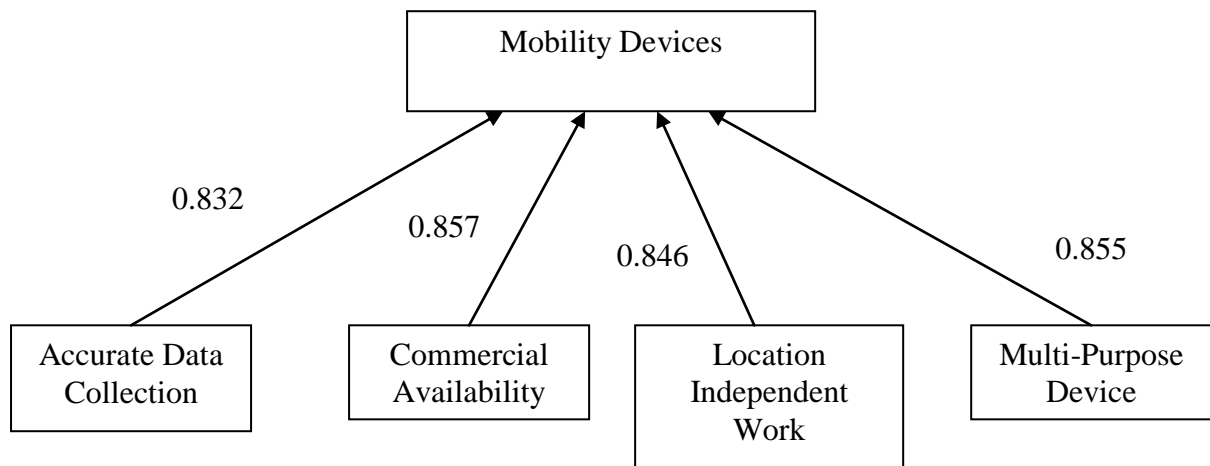 Mobility Devices
0.832
0.857
0.846
0.855
Accurate Data
Collection
Commercial
Availability
Location
Independent
Work
Multi-Purpose
Device